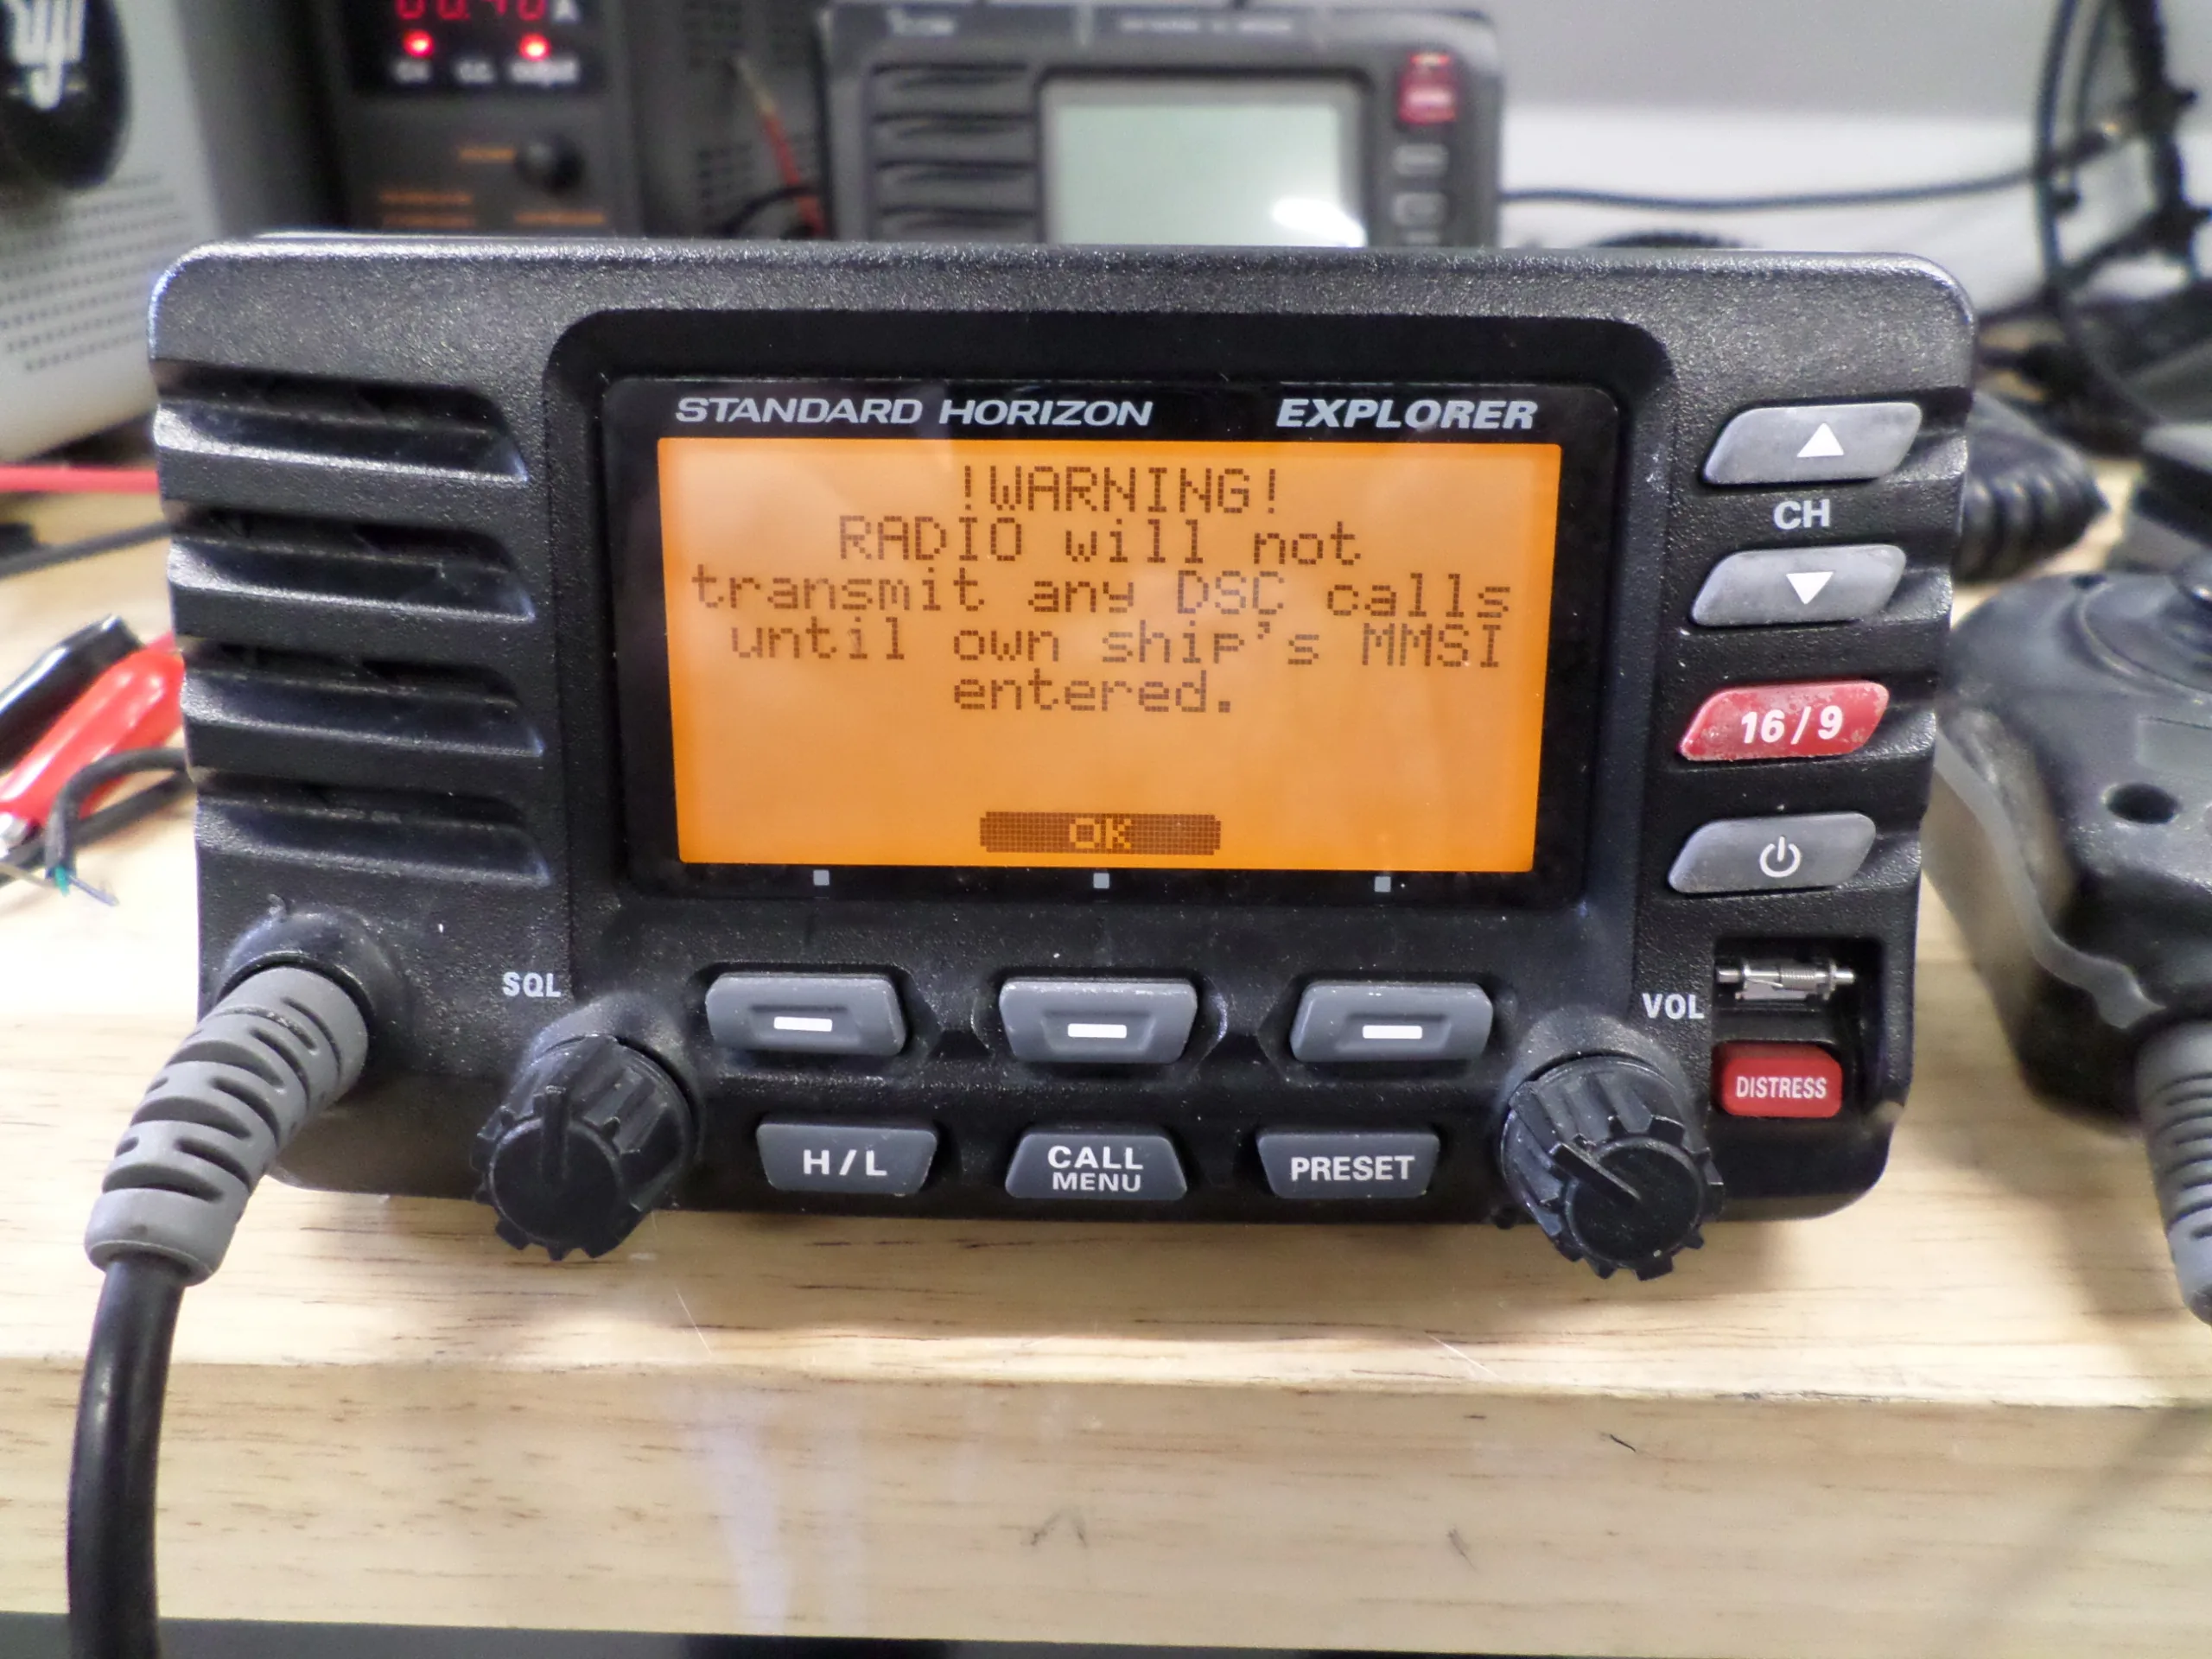 STANDARD HORIZON EXPLORER
!WARNING!
RADIO will not
transmit any DSC calls
until own ship's MMSI
entered.
OK
CH
16/9
SQL
VOL
DISTRESS
H/L
CALL
MENU
PRESET